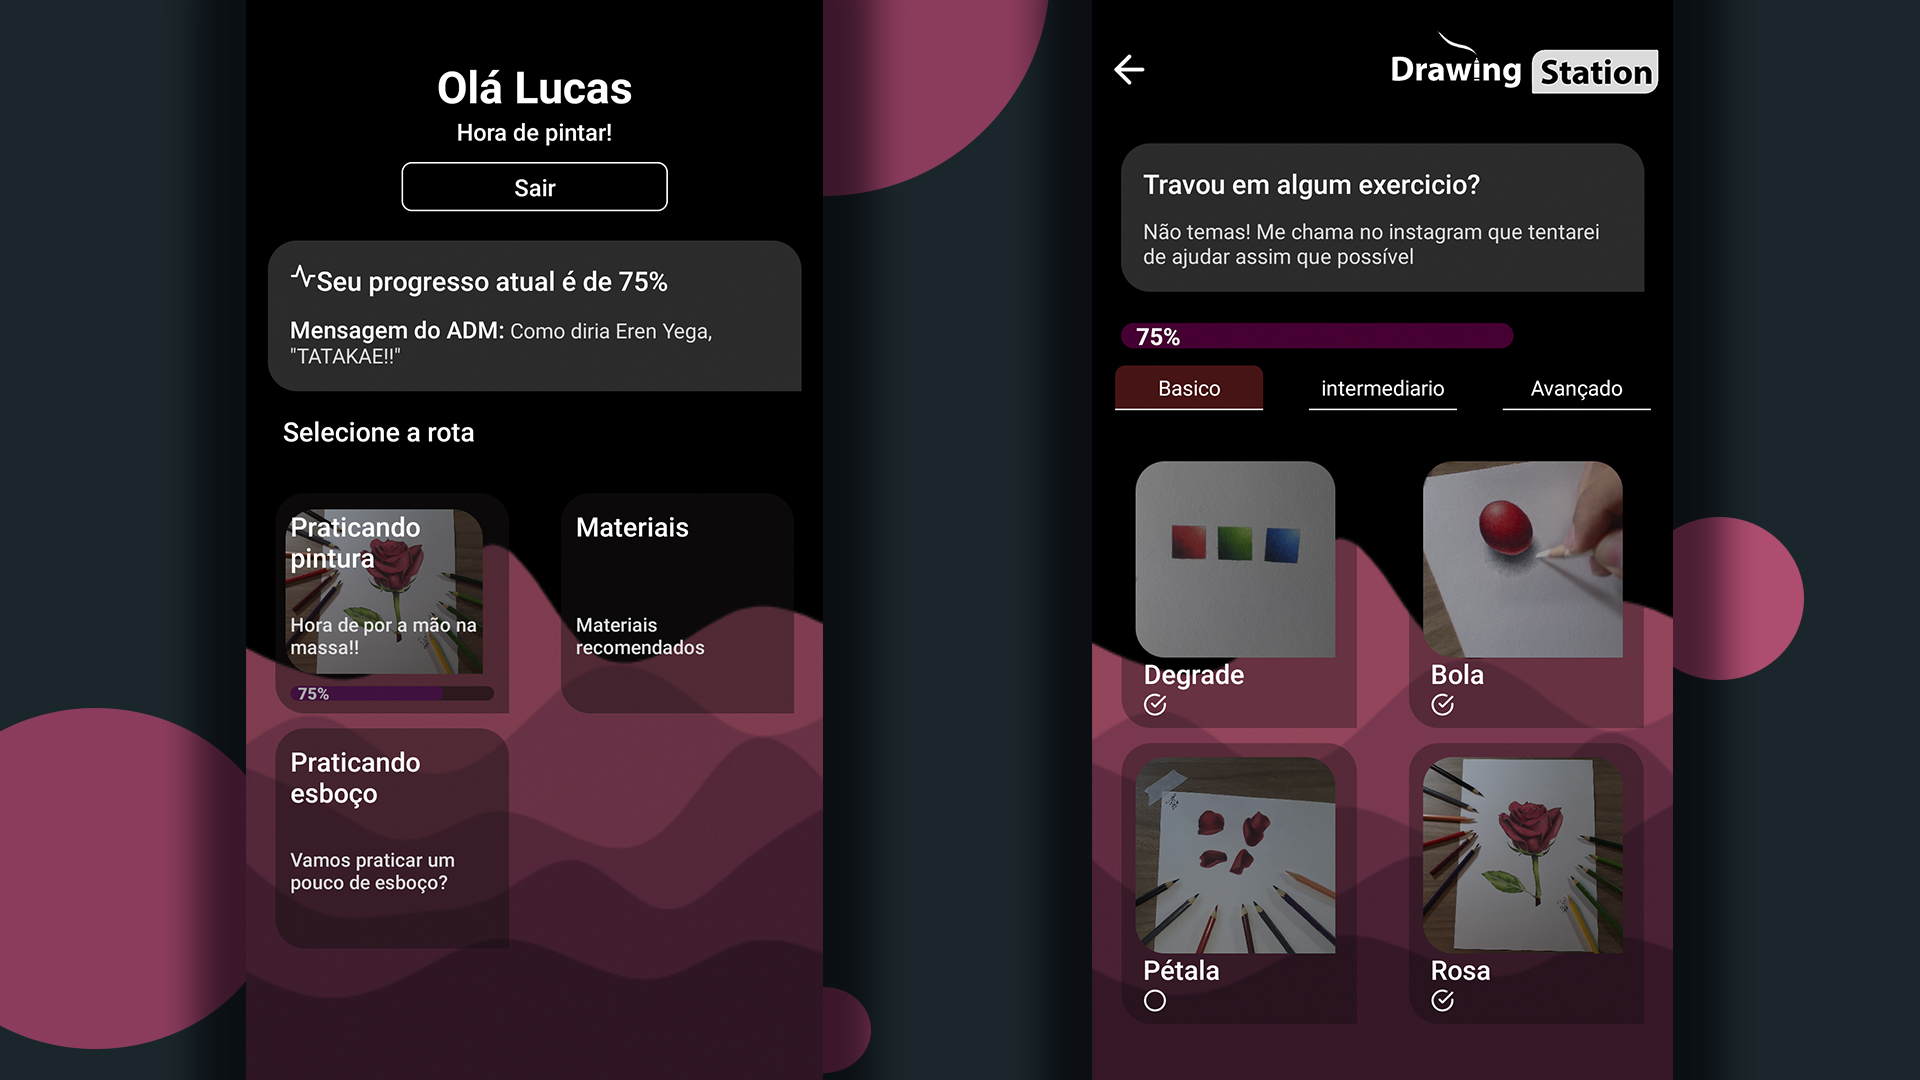 Olá Lucas
Hora de pintar!
Sair
Seu progresso atual é de 75%
Mensagem do ADM: Como diria Eren Yega,
"TATAKAE!!"
Selecione a rota
Praticando
pintura
Hora de por a mão na
massa!!
75%
Materiais
Materiais
recomendados
Praticando
esboço
Vamos praticar um
pouco de esboço?
Drawing Station
Travou em algum exercicio?
Não temas! Me chama no instagram que tentarei
de ajudar assim que possível
75%
Basico
intermediario
Avançado
Degrade
Bola
Pétala
Rosa